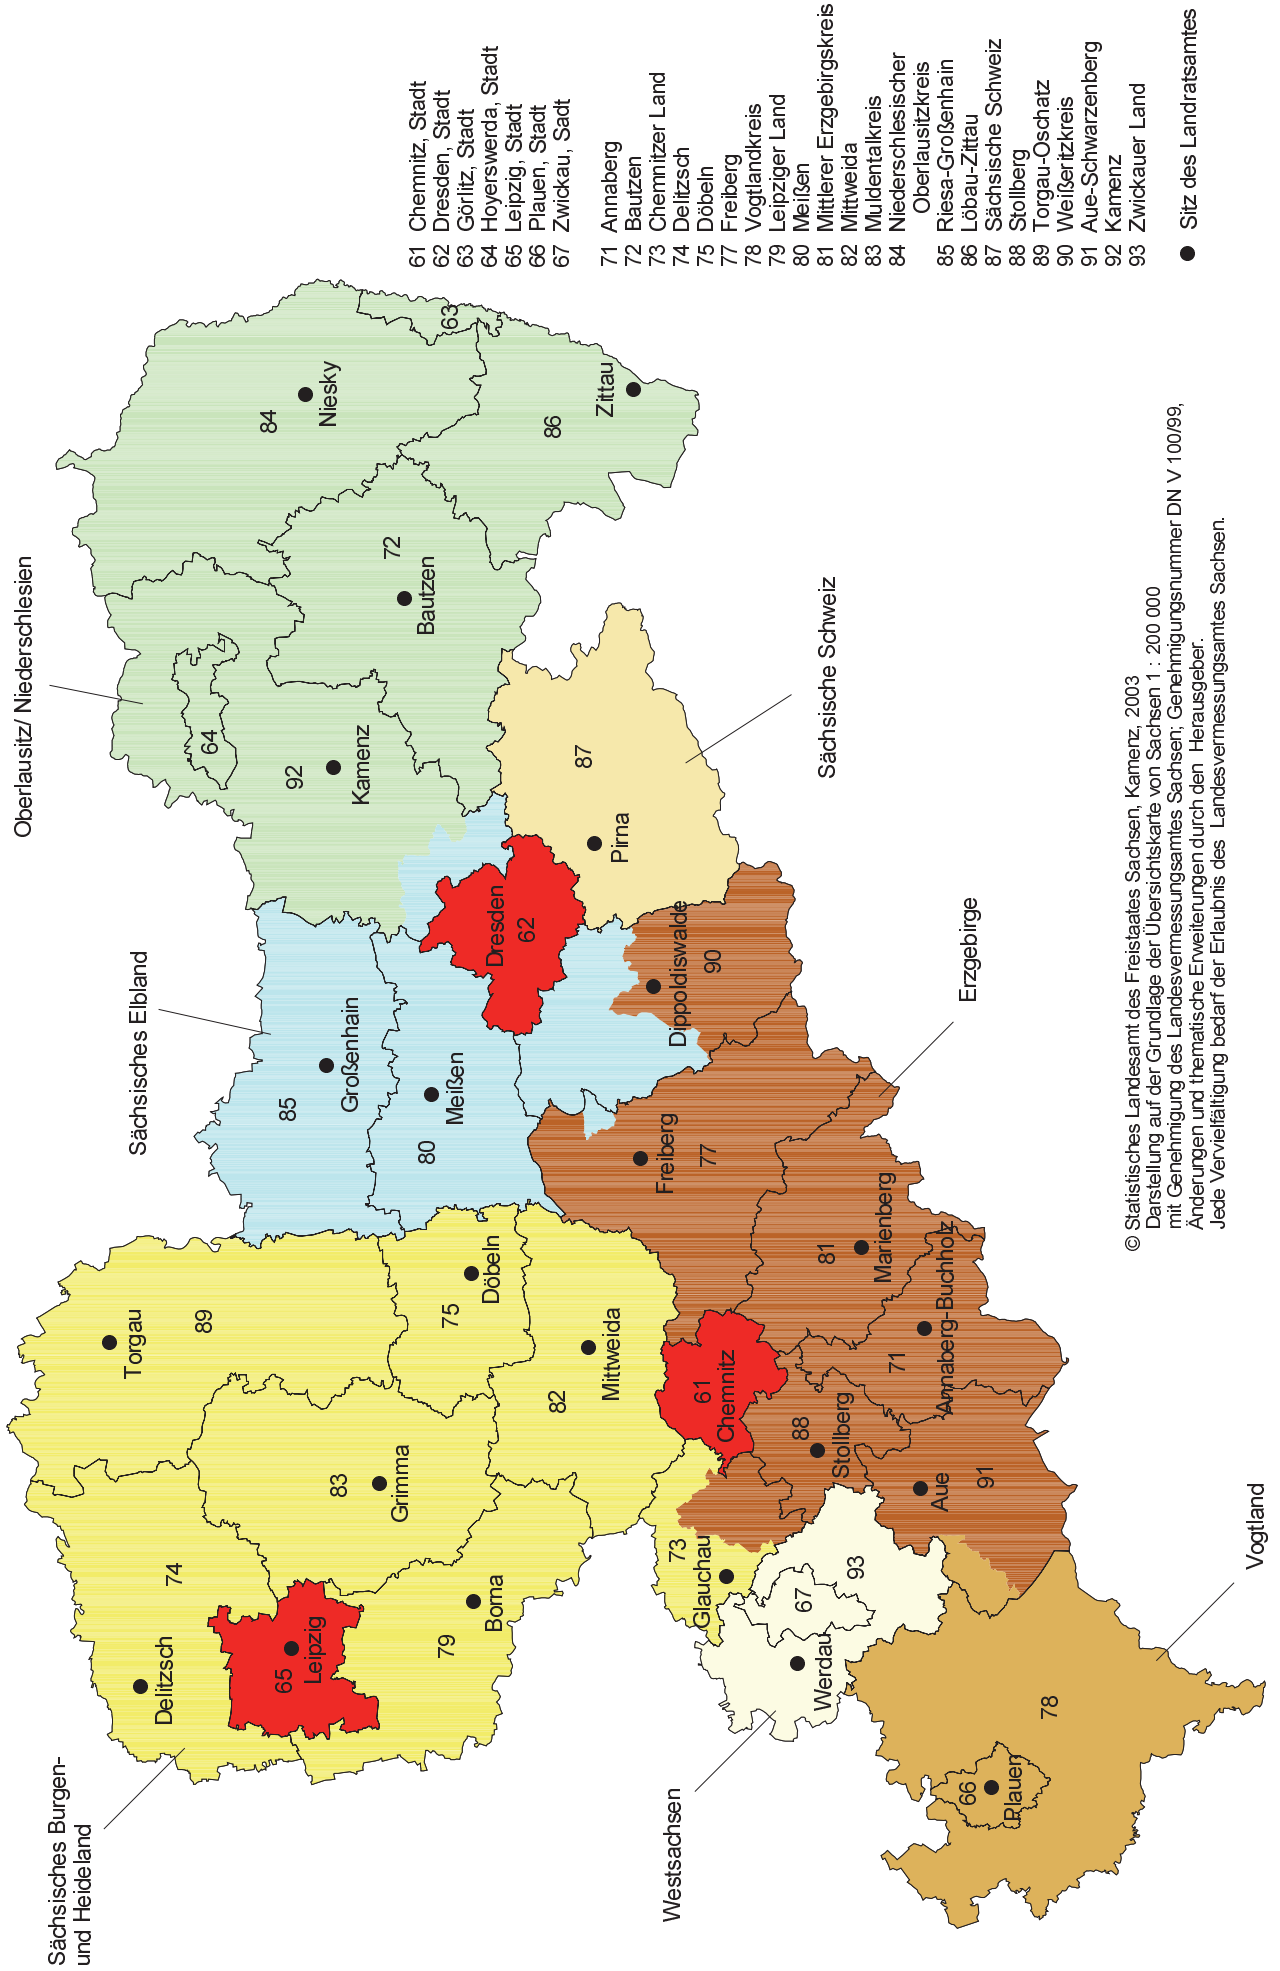 Sächsisches Burgen-
und Heideland
Sächsisches Elbland
Oberlausitz/ Niederschlesien
Torgau
89
Delitzsch
74
65
Leipzig
83
Grimma
79
Borna
75
Döbeln
82
Mittweida
73
Glauchau
85
Großenhain
80
Meißen
Dresden
62
64
92
Kamenz
72
Bautzen
84
Niesky
63
86
Zittau
87
Pirna
Sächsische Schweiz
Dippoldiswalde
90
Freiberg
77
61
Chemnitz
81
Marienberg
71
Annaberg-Buchholz
88
Stollberg
Aue
91
Erzgebirge
67
93
Werdau
Westsachsen
66
Plauen
78
Vogtland
61 Chemnitz, Stadt
62 Dresden, Stadt
63 Görlitz, Stadt
64 Hoyerswerda, Stadt
65 Leipzig, Stadt
66 Plauen, Stadt
67 Zwickau, Sadt
71 Annaberg
72 Bautzen
73 Chemnitzer Land
74 Delitzsch
75 Döbeln
77 Freiberg
78 Vogtlandkreis
79 Leipziger Land
80 Meißen
81 Mittlerer Erzgebirgskreis
82 Mittweida
83 Muldentalkreis
84 Niederschlesischer
Oberlausitzkreis
85 Riesa-Großenhain
86 Löbau-Zittau
87 Sächsische Schweiz
88 Stollberg
89 Torgau-Oschatz
90 Weißeritzkreis
91 Aue-Schwarzenberg
92 Kamenz
93 Zwickauer Land
Sitz des Landratsamtes
© Statistisches Landesamt des Freistaates Sachsen, Kamenz, 2003
Darstellung auf der Grundlage der Übersichtskarte von Sachsen 1 : 200 000
mit Genehmigung des Landesvermessungsamtes Sachsen; Genehmigungsnummer DN V 100/99,
Änderungen und thematische Erweiterungen durch den Herausgeber.
Jede Vervielfältigung bedarf der Erlaubnis des Landesvermessungsamtes Sachsen.